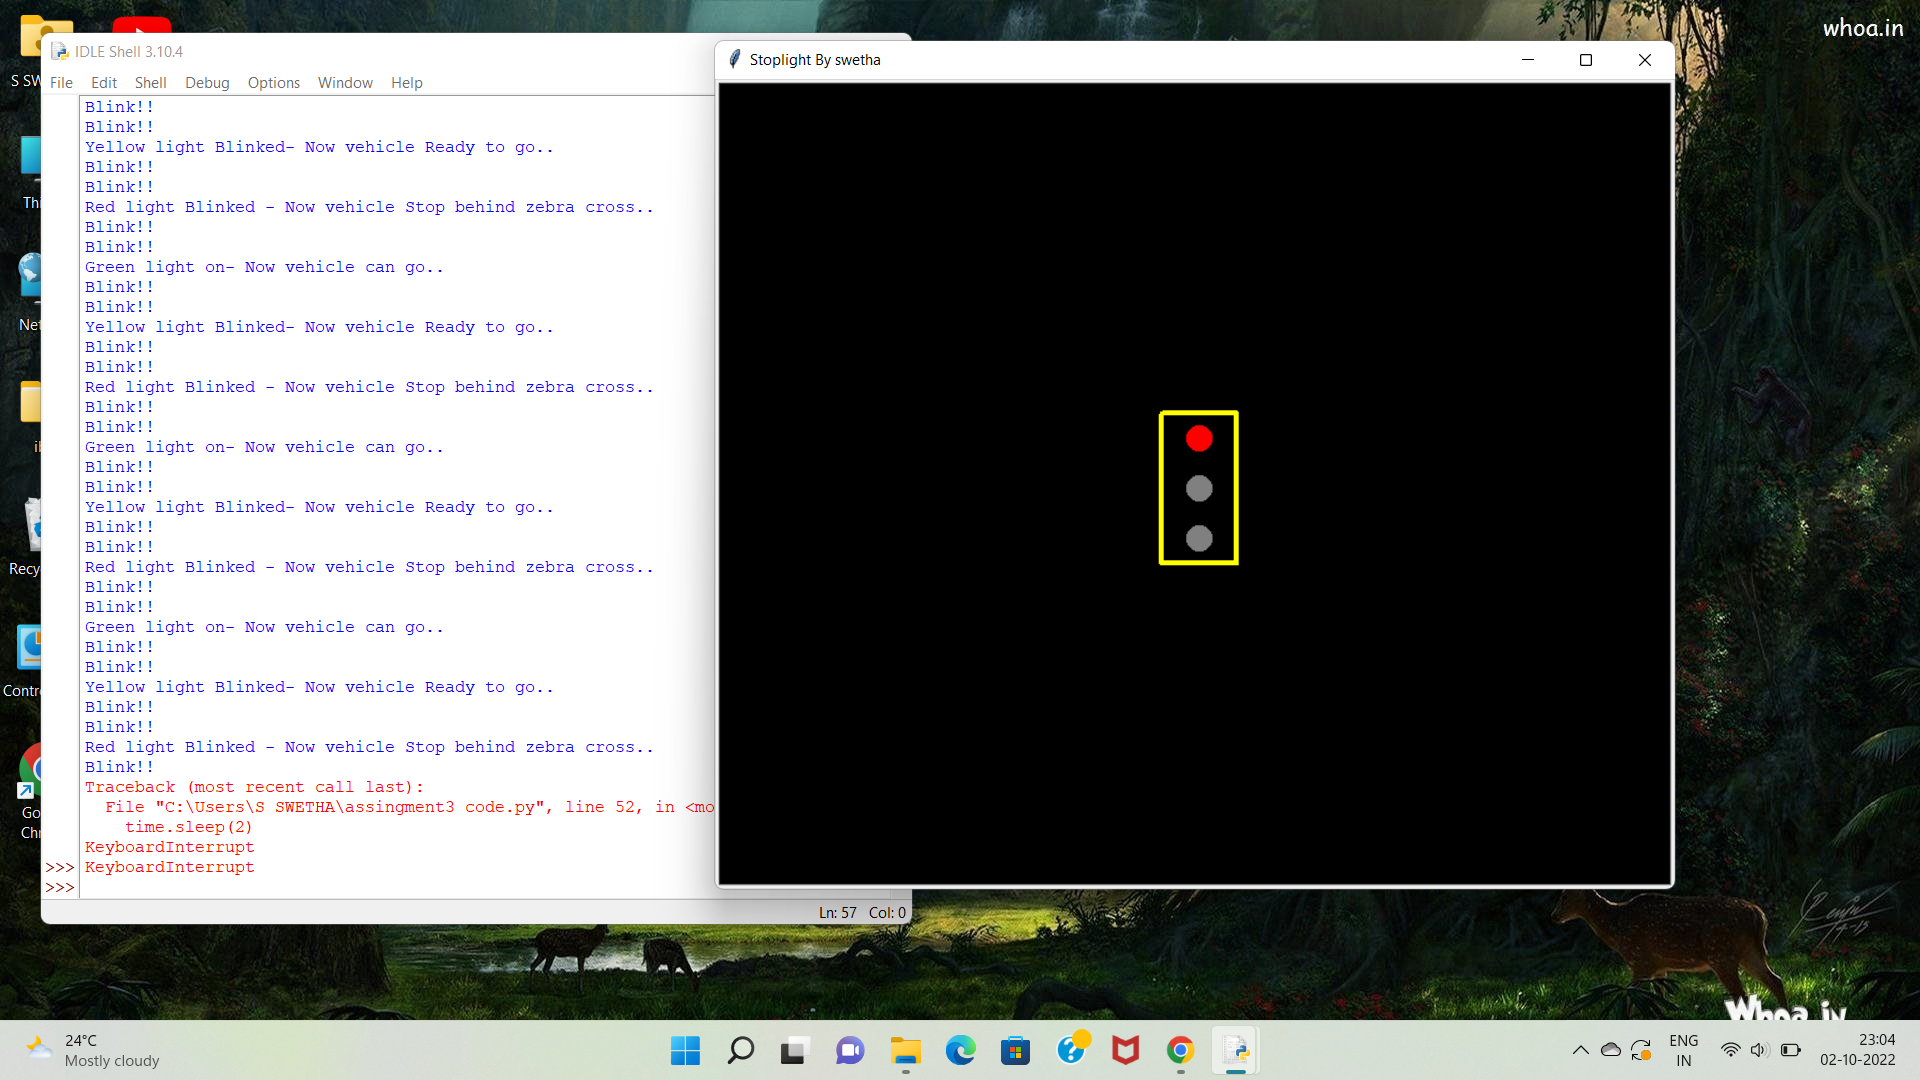 whoa.in
S SW
IDLE Shell 3.10.4
File Edit Shell Debug Options Window Help
Blink!!
Blink!!
Yellow light Blinked- Now vehicle Ready to go..
Blink!!
Blink!!
Red light Blinked - Now vehicle Stop behind zebra cross..
Blink!!
Blink!!
Green light on- Now vehicle can go..
Blink!!
Blink!!
Yellow light Blinked- Now vehicle Ready to go..
Blink!!
Blink!!
Red light Blinked - Now vehicle Stop behind zebra cross..
Blink!!
Blink!!
Green light on- Now vehicle can go..
Blink!!
Blink!!
Yellow light Blinked- Now vehicle Ready to go..
Blink!!
Blink!!
Red light Blinked - Now vehicle Stop behind zebra cross..
Blink!!
Blink!!
Green light on- Now vehicle can go..
Blink!!
Blink!!
Yellow light Blinked- Now vehicle Ready to go..
Blink!!
Blink!!
Red light Blinked - Now vehicle Stop behind zebra cross..
Blink!!
Traceback (most recent call last):
File "C:\Users\S SWETHA\assingment3 code.py", line 52, in <mo
time.sleep(2)
KeyboardInterrupt
>>> KeyboardInterrupt
>>>
Ln: 57 Col: 0
Stoplight By swetha
Thi
Net
Recy
Contr
Go
Chr
Whoa.in
24°C
Mostly cloudy
ENG
IN
23:04
02-10-2022